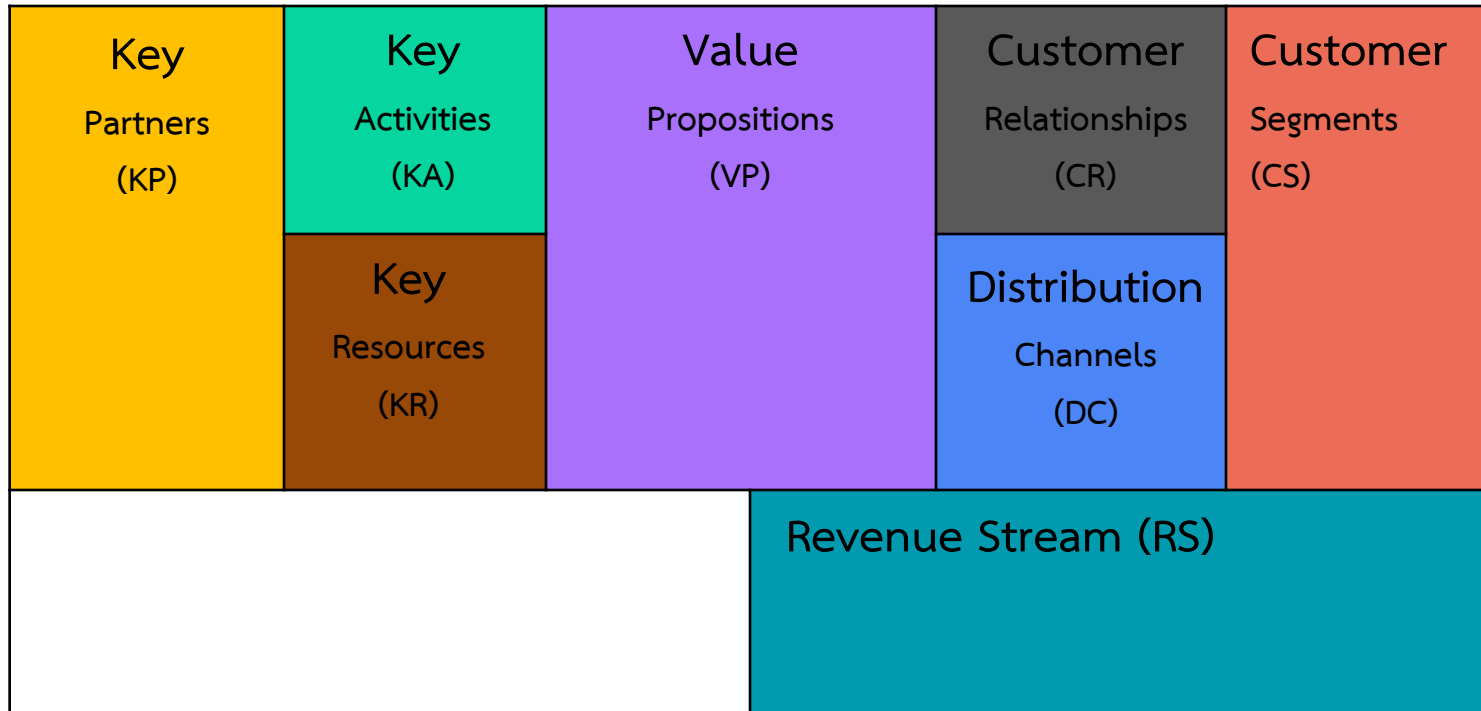 Key
Partners
(KP)
Key
Activities
(KA)
Key
Resources
(KR)
Value
Propositions
(VP)
Customer
Relationships
(CR)
Distribution
Channels
(DC)
Customer
Segments
(CS)
Revenue Stream (RS)